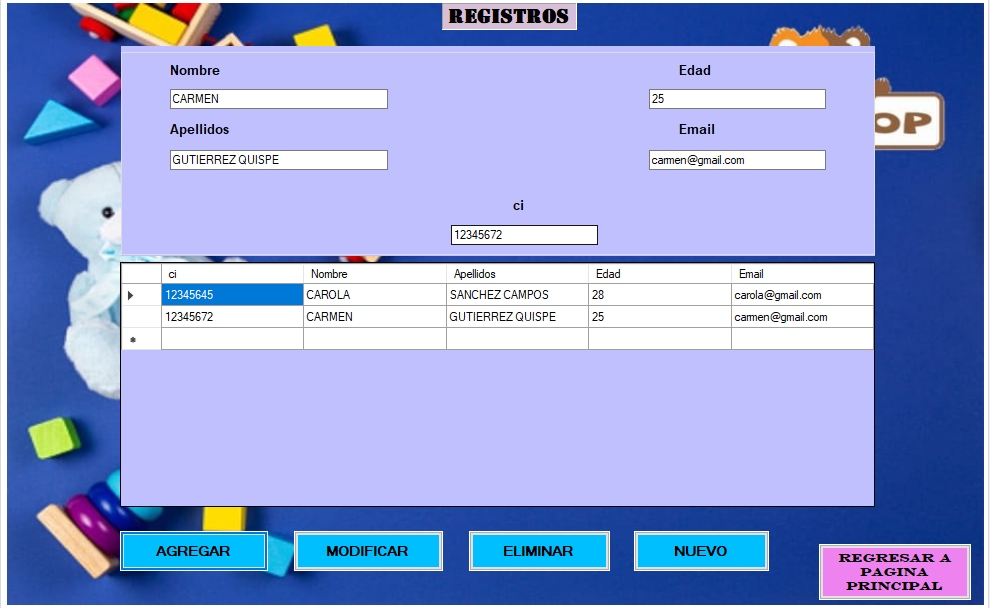 REGISTROS
Nombre Edad
CARMEN 25
Apellidos Email
GUTIERREZ QUISPE carmen@gmail.com
OP
ci
12345672
ci Nombre Apellidos Edad Email
12345645 CAROLA SANCHEZ CAMPOS 28 carola@gmail.com
12345672 CARMEN GUTIERREZ QUISPE 25 carmen@gmail.com
AGREGAR MODIFICAR ELIMINAR NUEVO
REGRESAR A
PAGINA
PRINCIPAL